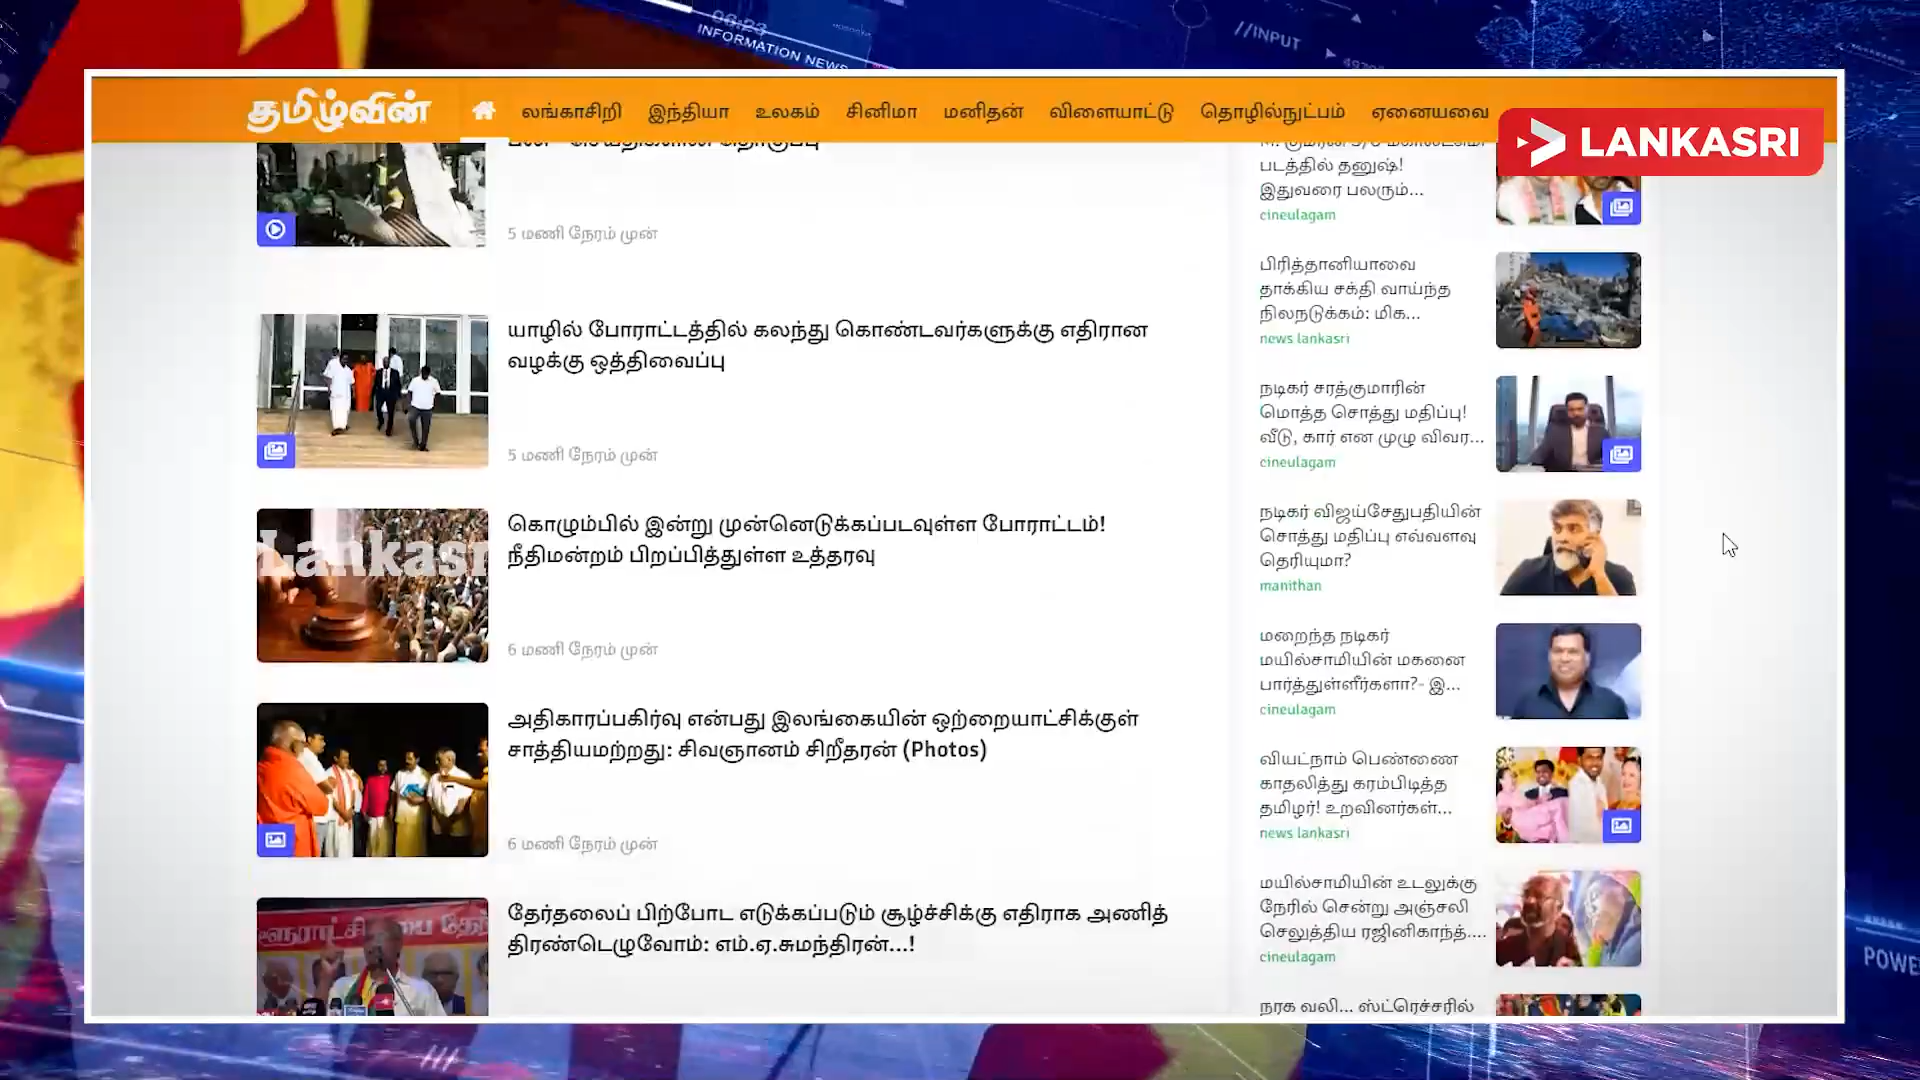 06:23
INFORMATION NEWS
//INPUT
LANKASRI
தமிழ்வின்
லங்காசிறி இந்தியா உலகம் சினிமா மனிதன் விளையாட்டு தொழில்நுட்பம் ஏனையவை
5 மணி நேரம் முன்
யாழில் போராட்டத்தில் கலந்து கொண்டவர்களுக்கு எதிரான
வழக்கு ஒத்திவைப்பு
5 மணி நேரம் முன்
Lankasri
கொழும்பில் இன்று முன்னெடுக்கப்படவுள்ள போராட்டம்!
நீதிமன்றம் பிறப்பித்துள்ள உத்தரவு
6 மணி நேரம் முன்
அதிகாரப்பகிர்வு என்பது இலங்கையின் ஒற்றையாட்சிக்குள்
சாத்தியமற்றது: சிவஞானம் சிறீதரன் (Photos)
6 மணி நேரம் முன்
தேர்தலைப் பிற்போட எடுக்கப்படும் சூழ்ச்சிக்கு எதிராக அணித்
திரண்டெழுவோம்: எம்.ஏ.சுமந்திரன்...!
படத்தில் தனுஷ்!
இதுவரை பலரும்...
cineulagam
பிரித்தானியாவை
தாக்கிய சக்தி வாய்ந்த
நிலநடுக்கம்: மிக...
news lankasri
நடிகர் சரத்குமாரின்
மொத்த சொத்து மதிப்பு!
வீடு, கார் என முழு விவர...
cineulagam
நடிகர் விஜய்சேதுபதியின்
சொத்து மதிப்பு எவ்வளவு
தெரியுமா?
manithan
மறைந்த நடிகர்
மயில்சாமியின் மகனை
பார்த்துள்ளீர்களா?- இ...
cineulagam
வியட்நாம் பெண்ணை
காதலித்து கரம்பிடித்த
தமிழர்! உறவினர்கள்...
news lankasri
மயில்சாமியின் உடலுக்கு
நேரில் சென்று அஞ்சலி
செலுத்திய ரஜினிகாந்த்....
cineulagam
நரக வலி... ஸ்ட்ரெச்சரில்
POWE